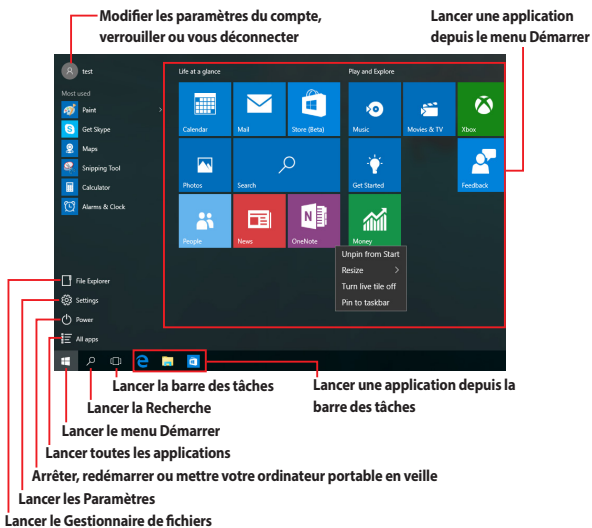 Modifier les paramètres du compte,
verrouiller ou vous déconnecter
Lancer une application
depuis le menu Démarrer
test
Most used
Paint
Get Skype
Maps
Snipping Tool
Calculator
Alarms & Clock
File Explorer
Settings
Power
All apps
Life at a glance
Play and Explore
Calendar
Mail
Store (Beta)
Music
Movies & TV
Xbox
Photos
Search
Get Started
Feedback
People
News
OneNote
Money
Unpin from Start
Resize
Turn live tile off
Pin to taskbar
Lancer la barre des tâches
Lancer une application depuis la
barre des tâches
Lancer la Recherche
Lancer le menu Démarrer
Lancer toutes les applications
Arrêter, redémarrer ou mettre votre ordinateur portable en veille
Lancer les Paramètres
Lancer le Gestionnaire de fichiers